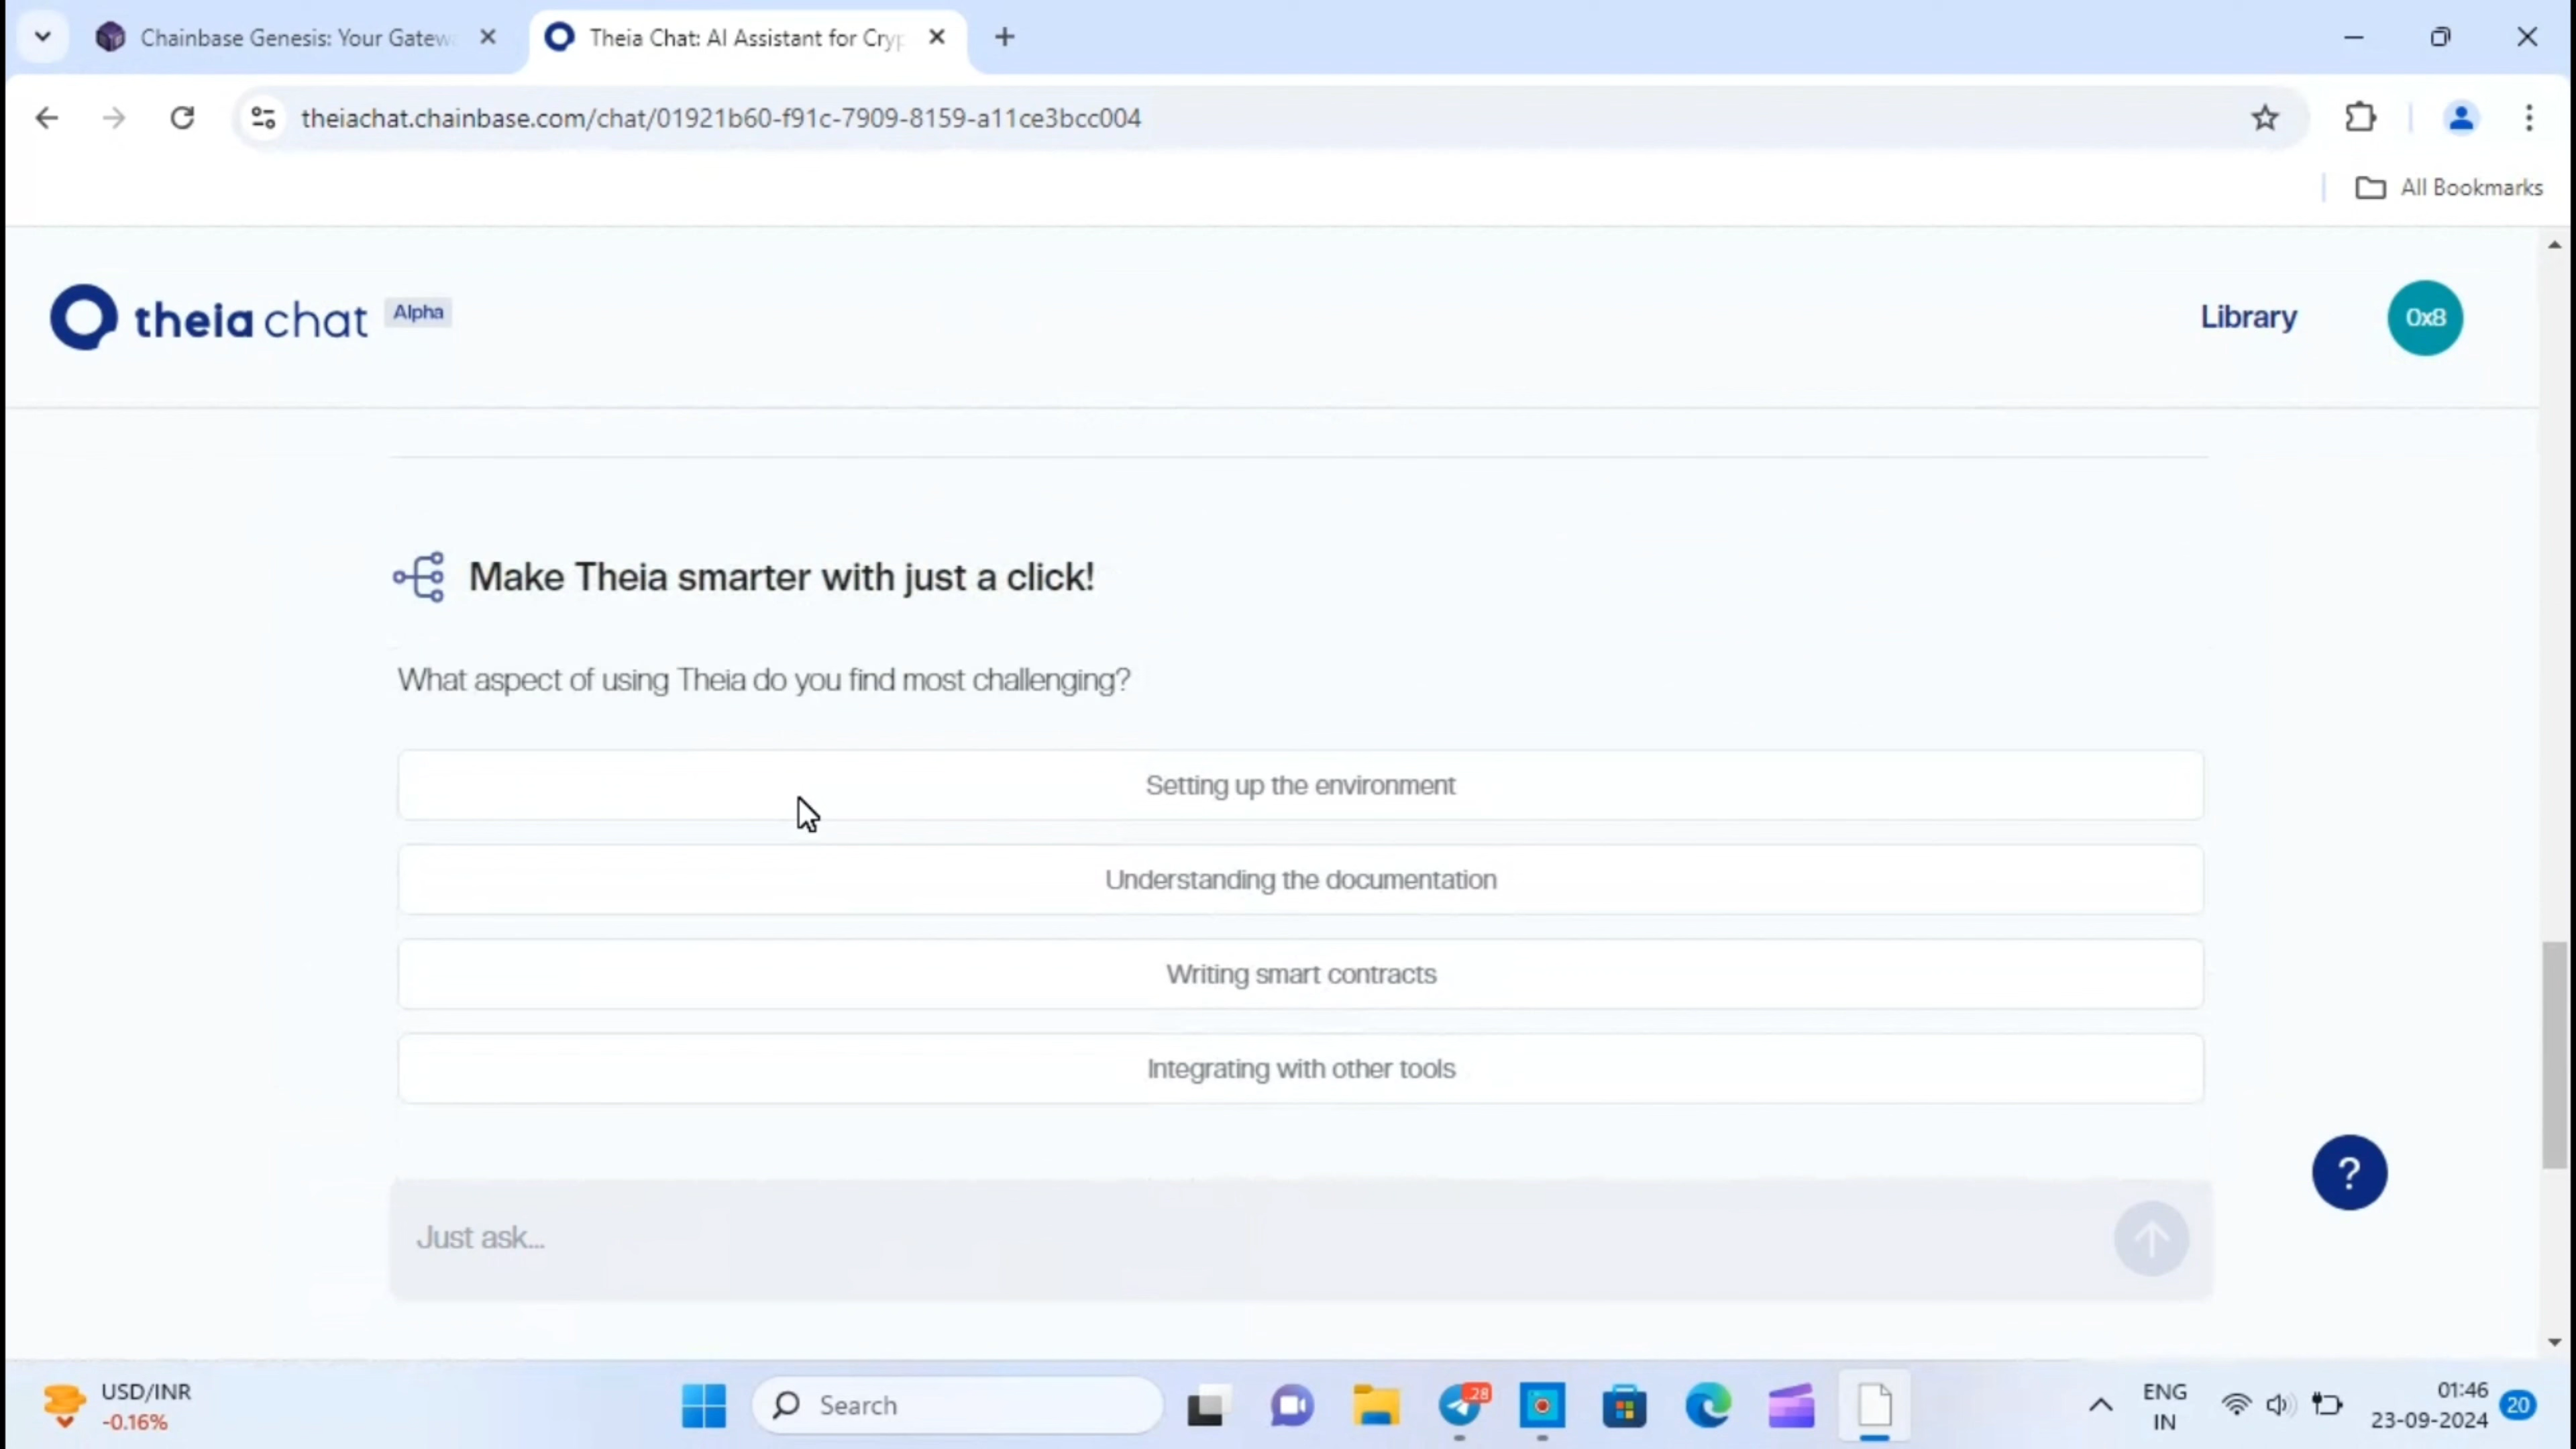 Chainbase Genesis: Your Gatew
Theia Chat: AI Assistant for Cryp
theiachat.chainbase.com/chat/01921b60-f91c-7909-8159-a11ce3bcc004
All Bookmarks
theia chat Alpha
Library
0x8
Make Theia smarter with just a click!
What aspect of using Theia do you find most challenging?
Setting up the environment
Understanding the documentation
Writing smart contracts
Integrating with other tools
?
Just ask...
USD/INR
-0.16%
Search
28
ENG
IN
01:46
23-09-2024
20